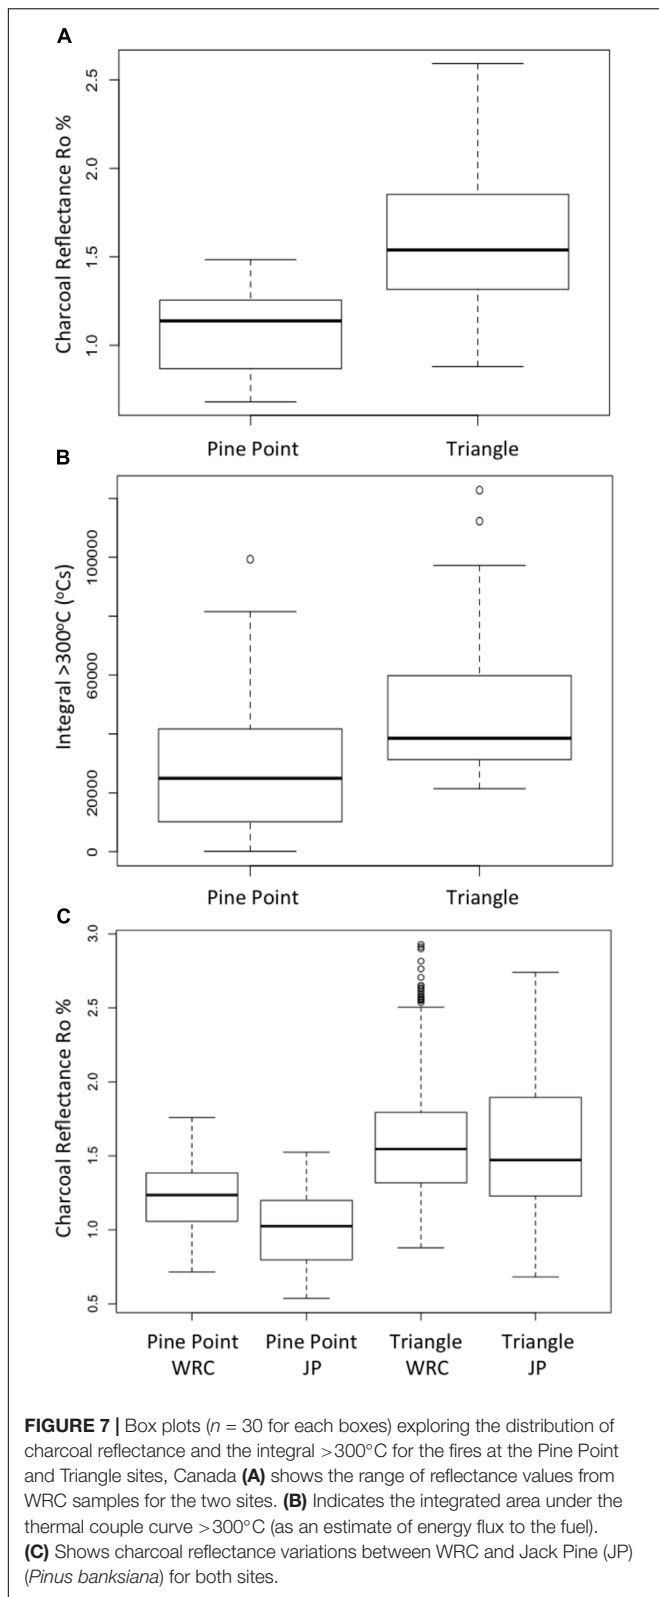 A
Charcoal Reflectance Ro %
2.5
2.0
1.5
1.0
Pine Point Triangle
B
Integral >300°C (°Cs)
100000
60000
20000
0
Pine Point Triangle
C
Charcoal Reflectance Ro %
3.0
2.5
2.0
1.5
1.0
0.5
Pine Point Pine Point Triangle Triangle
WRC JP WRC JP
FIGURE 7 | Box plots (n = 30 for each boxes) exploring the distribution of
charcoal reflectance and the integral >300°C for the fires at the Pine Point
and Triangle sites, Canada (A) shows the range of reflectance values from
WRC samples for the two sites. (B) Indicates the integrated area under the
thermal couple curve >300°C (as an estimate of energy flux to the fuel).
(C) Shows charcoal reflectance variations between WRC and Jack Pine (JP)
(Pinus banksiana) for both sites.